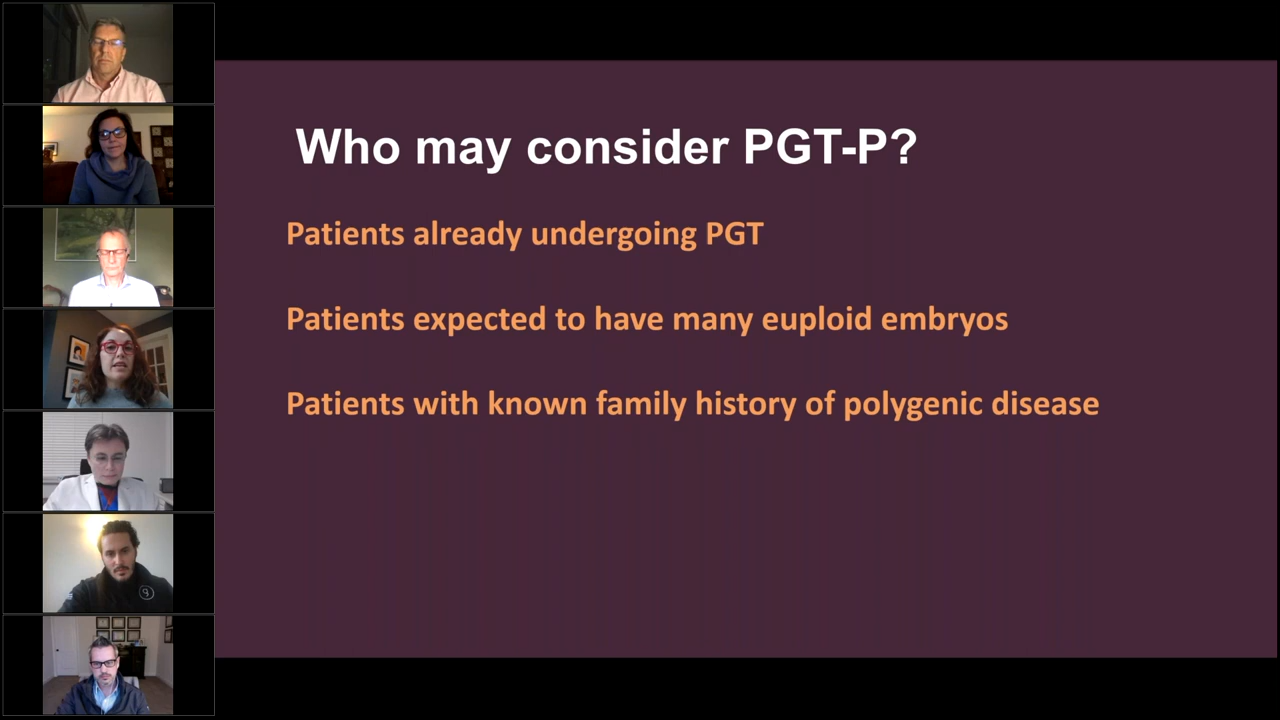 Who may consider PGT-P?
Patients already undergoing PGT
Patients expected to have many euploid embryos
Patients with known family history of polygenic disease